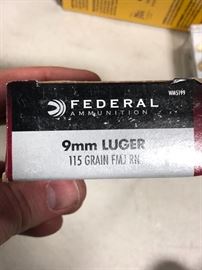 WM5199
FEDERAL
AMMUNITION
9mm LUGER
115 GRAIN FMJ RN